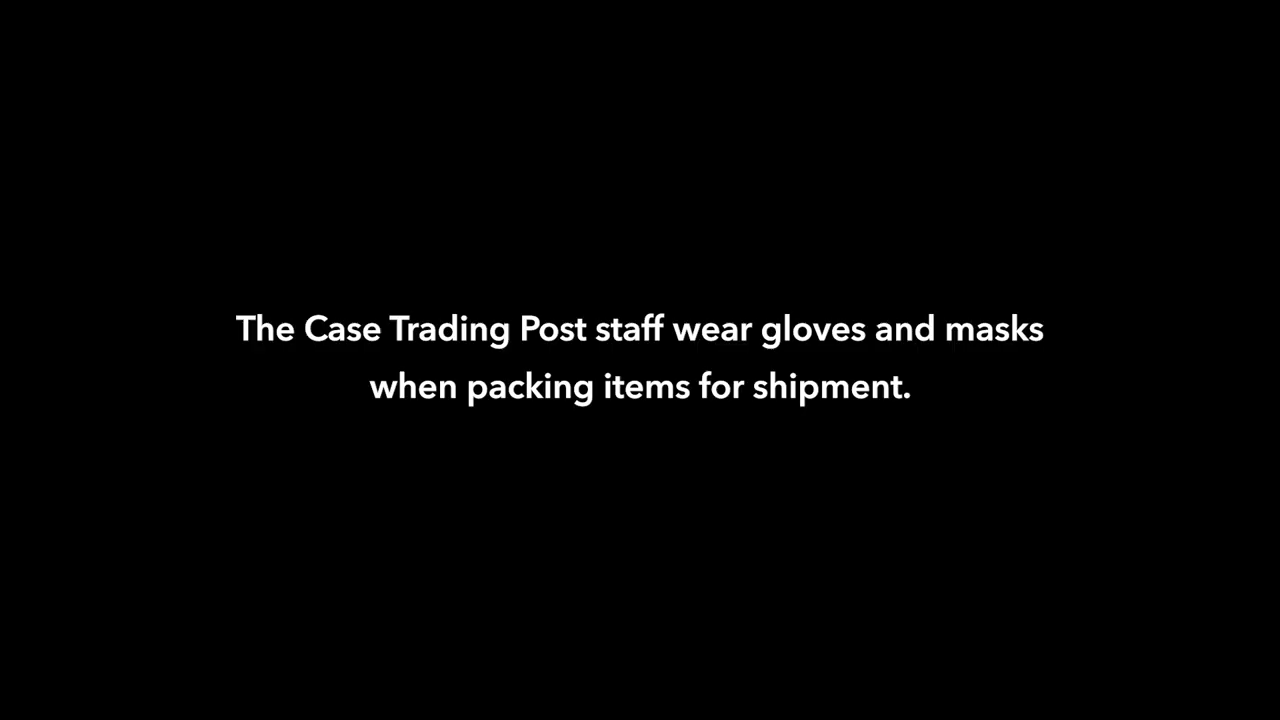 The Case Trading Post staff wear gloves and masks
when packing items for shipment.